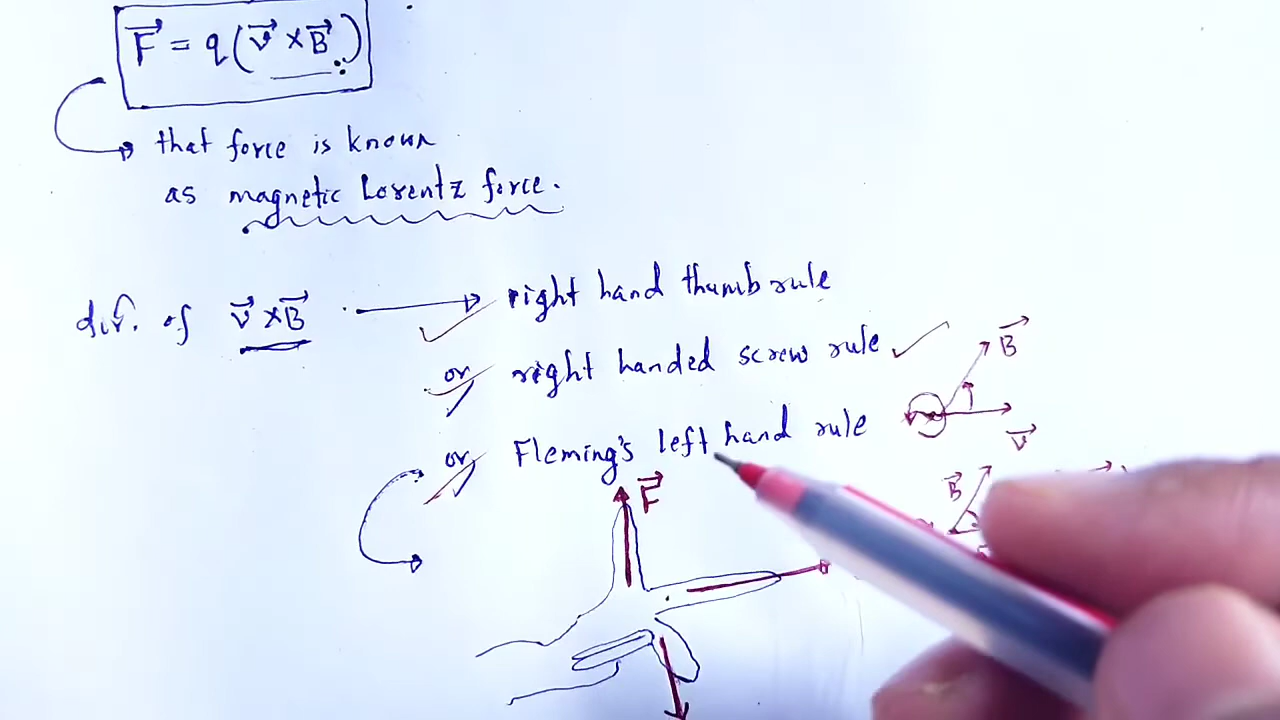 F⃗ = q(v⃗ × B⃗)
that force is known
as magnetic Lorentz force.
dir. of v⃗ × B⃗ → right hand thumb rule
or right handed screw rule
or Fleming's left hand rule
B⃗
v⃗
F⃗
B⃗